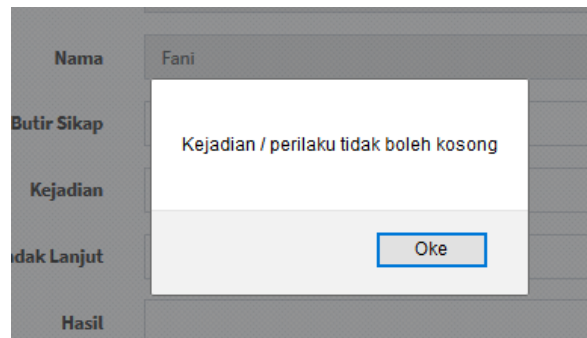 Nama
Fani
Butir Sikap
Kejadian / perilaku tidak boleh kosong
Kejadian
Oke
dak Lanjut
Hasil